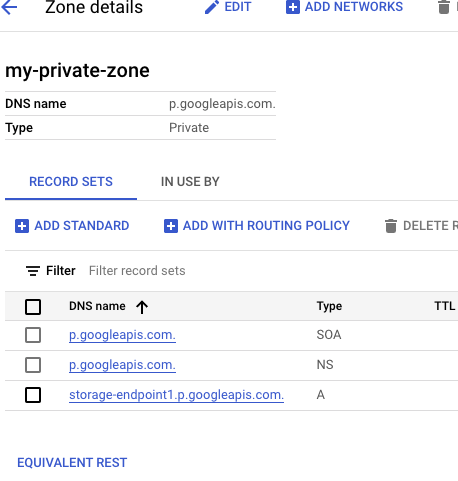 Zone details EDIT ADD NETWORKS
my-private-zone
DNS name p.googleapis.com.
Type Private
RECORD SETS IN USE BY
ADD STANDARD ADD WITH ROUTING POLICY DELETE R
Filter Filter record sets
DNS name Type TTL
p.googleapis.com. SOA
p.googleapis.com. NS
storage-endpoint1.p.googleapis.com. A
EQUIVALENT REST